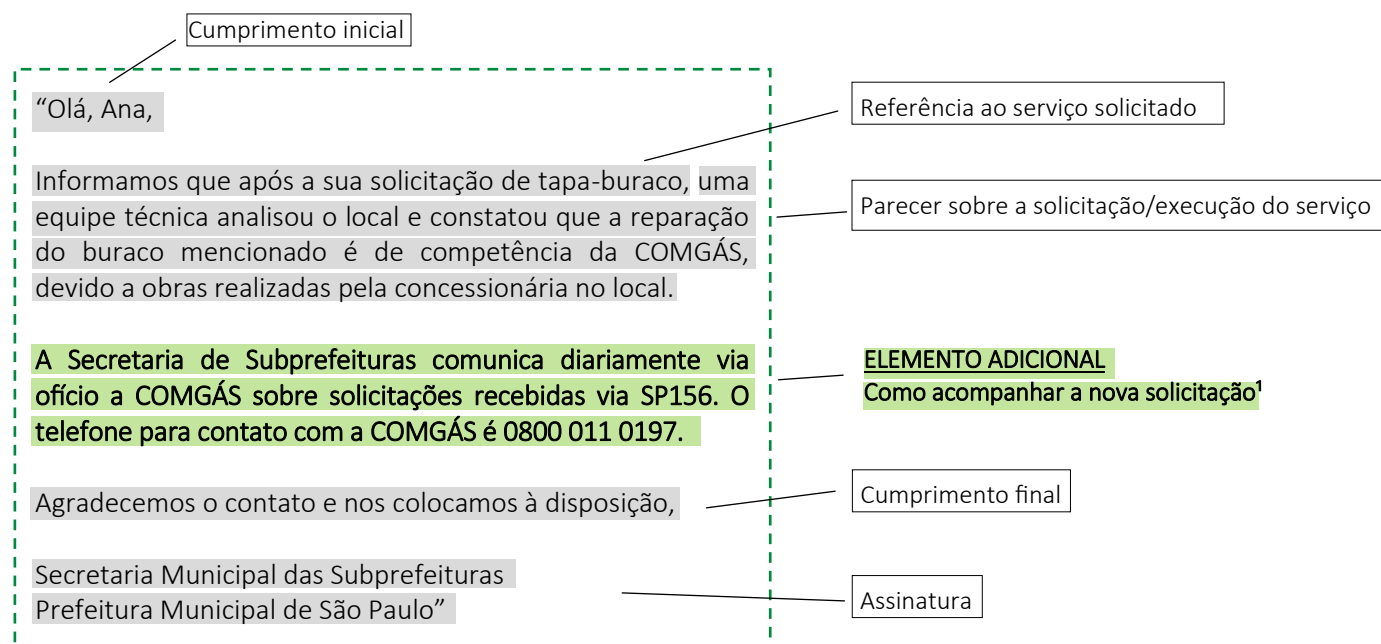 Cumprimento inicial
“Olá, Ana,
Referência ao serviço solicitado
Informamos que após a sua solicitação de tapa-buraco, uma
equipe técnica analisou o local e constatou que a reparação
do buraco mencionado é de competência da COMGÁS,
devido a obras realizadas pela concessionária no local.
Parecer sobre a solicitação/execução do serviço
A Secretaria de Subprefeituras comunica diariamente via
ofício a COMGÁS sobre solicitações recebidas via SP156. O
telefone para contato com a COMGÁS é 0800 011 0197.
ELEMENTO ADICIONAL
Como acompanhar a nova solicitação¹
Agradecemos o contato e nos colocamos à disposição,
Cumprimento final
Secretaria Municipal das Subprefeituras
Prefeitura Municipal de São Paulo”
Assinatura